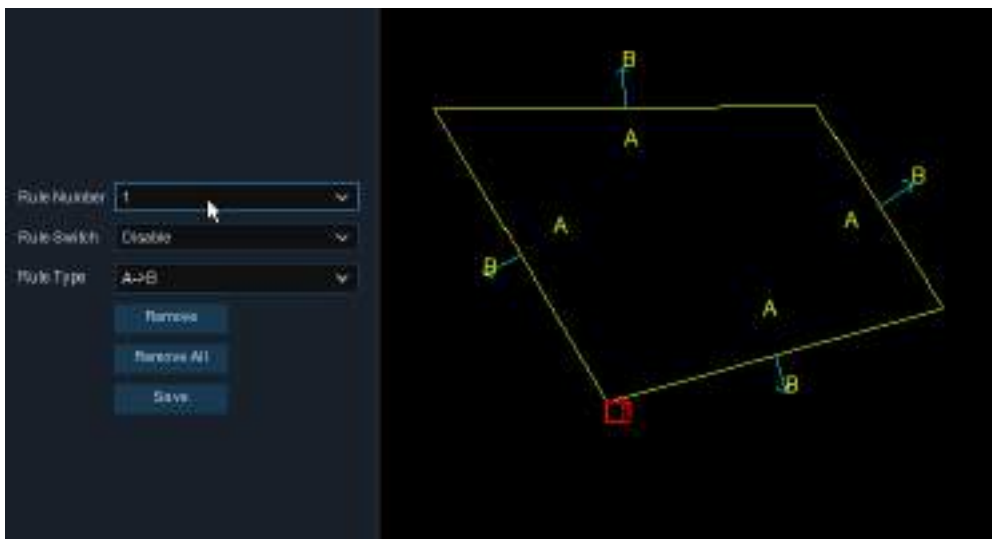 Rule Number 1
Rule Switch Disable
Rule Type A->B
Remove
Remove All
Save
B
A
B
A
A
B
A
B